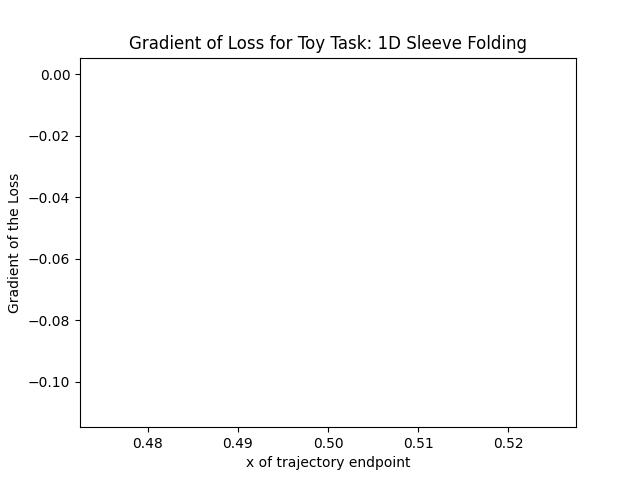 Gradient of Loss for Toy Task: 1D Sleeve Folding
0.00
−0.02
−0.04
−0.06
−0.08
−0.10
Gradient of the Loss
0.48 0.49 0.50 0.51 0.52
x of trajectory endpoint